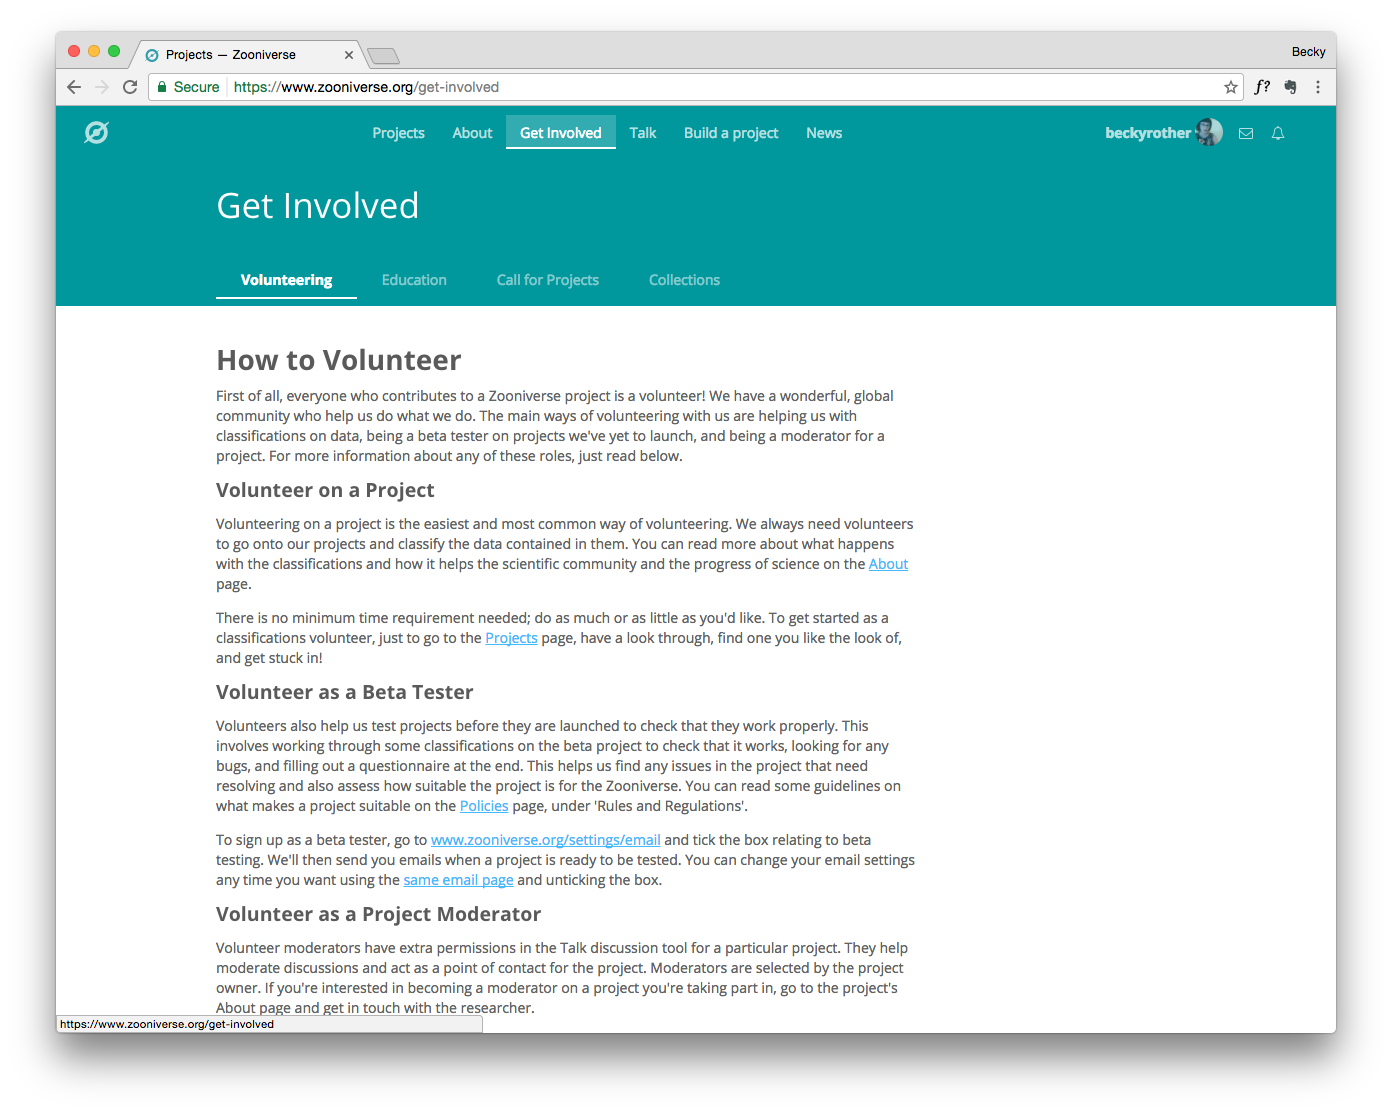 Projects — Zooniverse
Becky
Secure https://www.zooniverse.org/get-involved
f?
Projects About Get Involved Talk Build a project News beckyrother
Get Involved
Volunteering Education Call for Projects Collections
How to Volunteer
First of all, everyone who contributes to a Zooniverse project is a volunteer! We have a wonderful, global
community who help us do what we do. The main ways of volunteering with us are helping us with
classifications on data, being a beta tester on projects we've yet to launch, and being a moderator for a
project. For more information about any of these roles, just read below.
Volunteer on a Project
Volunteering on a project is the easiest and most common way of volunteering. We always need volunteers
to go onto our projects and classify the data contained in them. You can read more about what happens
with the classifications and how it helps the scientific community and the progress of science on the About
page.
There is no minimum time requirement needed; do as much or as little as you'd like. To get started as a
classifications volunteer, just to go to the Projects page, have a look through, find one you like the look of,
and get stuck in!
Volunteer as a Beta Tester
Volunteers also help us test projects before they are launched to check that they work properly. This
involves working through some classifications on the beta project to check that it works, looking for any
bugs, and filling out a questionnaire at the end. This helps us find any issues in the project that need
resolving and also assess how suitable the project is for the Zooniverse. You can read some guidelines on
what makes a project suitable on the Policies page, under 'Rules and Regulations'.
To sign up as a beta tester, go to www.zooniverse.org/settings/email and tick the box relating to beta
testing. We'll then send you emails when a project is ready to be tested. You can change your email settings
any time you want using the same email page and unticking the box.
Volunteer as a Project Moderator
Volunteer moderators have extra permissions in the Talk discussion tool for a particular project. They help
moderate discussions and act as a point of contact for the project. Moderators are selected by the project
owner. If you're interested in becoming a moderator on a project you're taking part in, go to the project's
About page and get in touch with the researcher.
https://www.zooniverse.org/get-involved